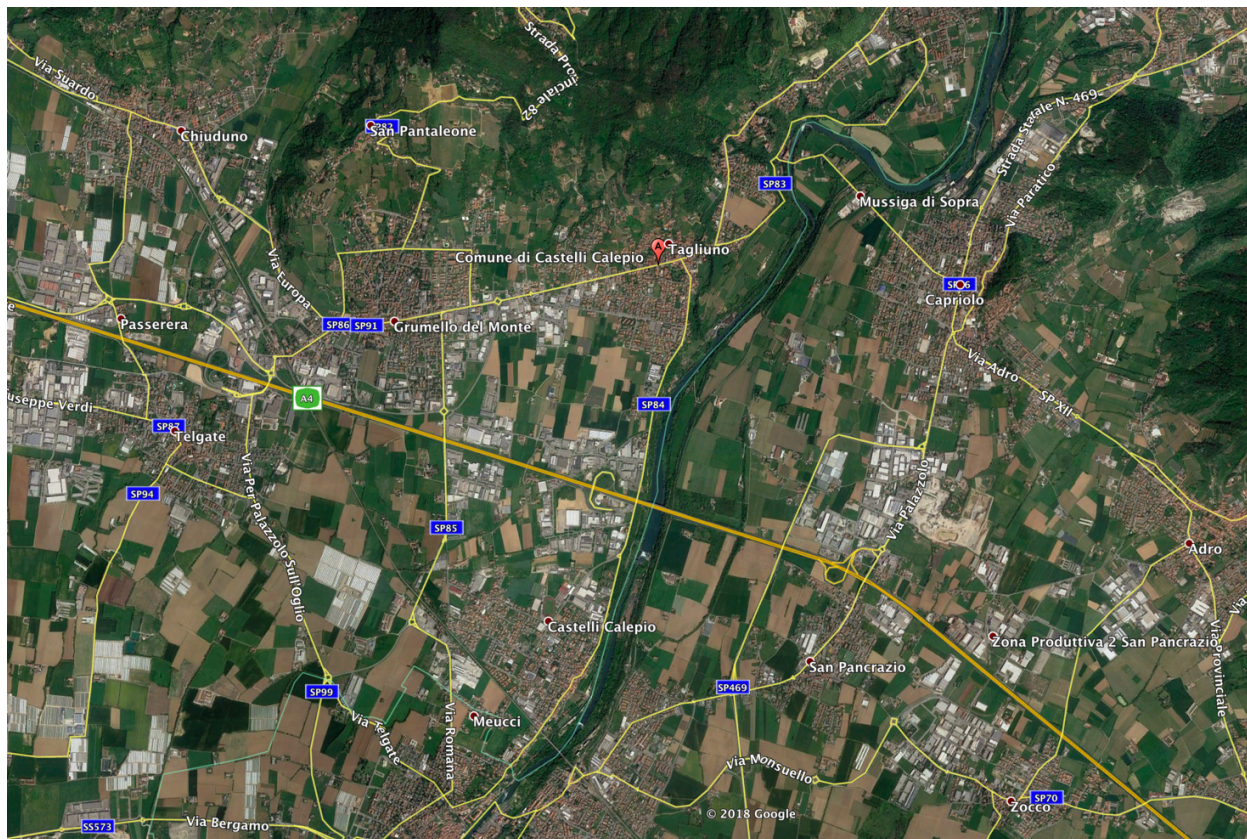 Via Suardo
Strada Provinciale 82
Chiuduno
San Pantaleone
Strada Statale N. 469
SP83
Via Paratico
Mussiga di Sopra
A
Tagliuno
Comune di Castelli Calepio
Via Europa
Capriolo
Passerera
SP86
SP91
Grumello del Monte
Via Adro
SP XII
A4
useppe Verdi
SP84
SP87
Telgate
Via Per Palazzolo Sull'Oglio
Via Palazzolo
SP94
SP85
Adro
Castelli Calepio
Zona Produttiva 2 San Pancrazio
San Pancrazio
Via Provinciale
SP99
SP469
Meucci
Via Telgate
Via Romana
Via Monsuello
Zocco
SP70
© 2018 Google
SS573
Via Bergamo